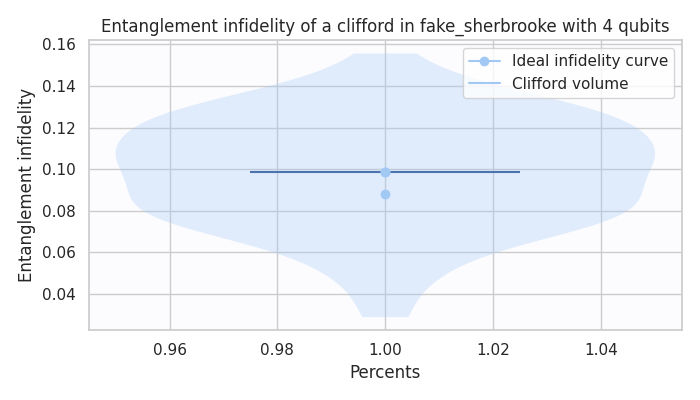 Entanglement infidelity of a clifford in fake_sherbrooke with 4 qubits
0.16
0.14
0.12
0.10
0.08
0.06
0.04
Entanglement infidelity
Ideal infidelity curve
Clifford volume
0.96
0.98
1.00
1.02
1.04
Percents